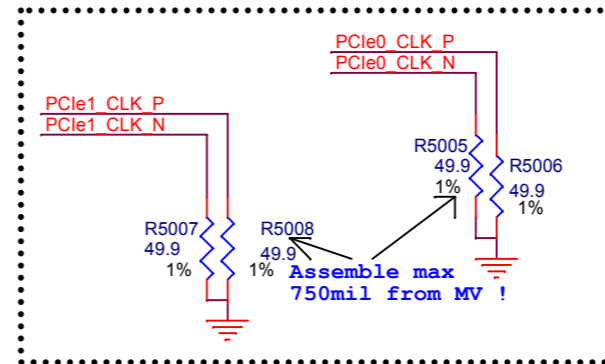 PCIe0_CLK_P
PCIe0_CLK_N
PCIe1_CLK_P
PCIe1_CLK_N
R5005
49.9
1%
R5006
49.9
1%
R5007
49.9
1%
R5008
49.9
1%
Assemble max
750mil from MV !